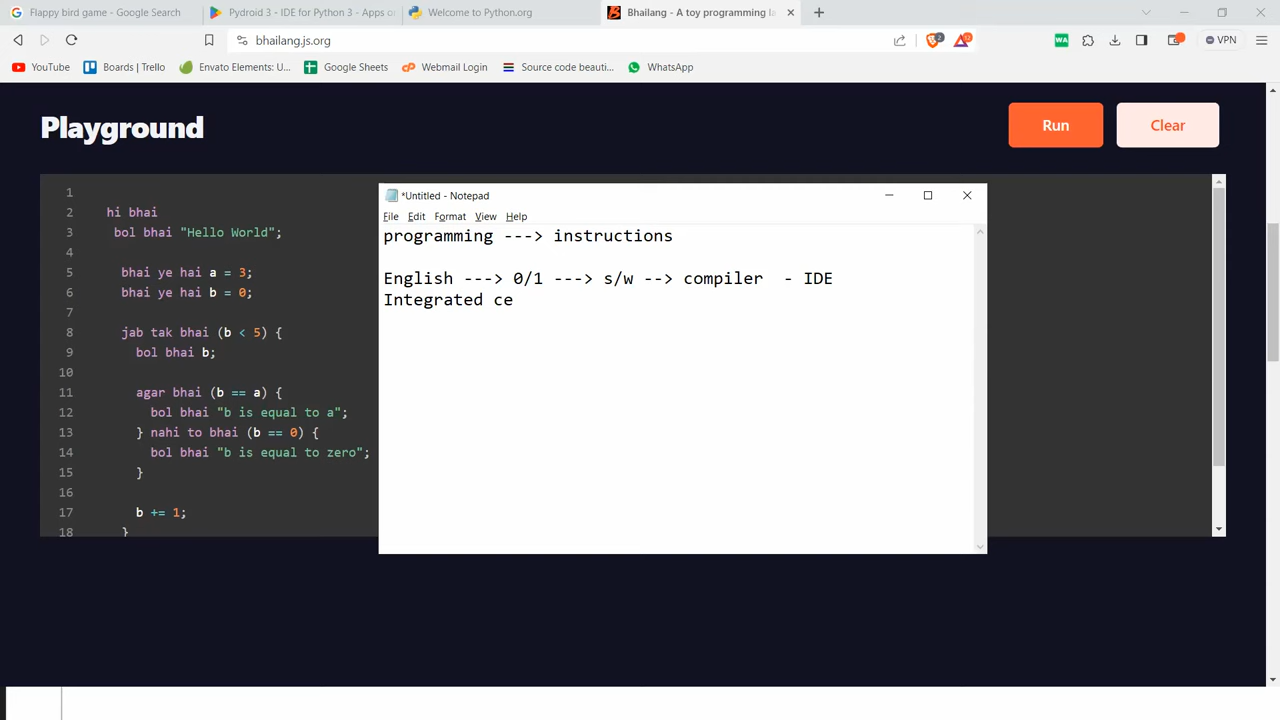 Flappy bird game - Google Search
Pydroid 3 - IDE for Python 3 - Apps o
Welcome to Python.org
Bhailang - A toy programming la
bhailang.js.org
2
12
WA
VPN
YouTube
Boards | Trello
Envato Elements: U...
Google Sheets
Webmail Login
Source code beauti...
WhatsApp
Playground
Run
Clear
1
2 hi bhai
3 bol bhai "Hello World";
4
5 bhai ye hai a = 3;
6 bhai ye hai b = 0;
7
8 jab tak bhai (b < 5) {
9 bol bhai b;
10
11 agar bhai (b == a) {
12 bol bhai "b is equal to a";
13 } nahi to bhai (b == 0) {
14 bol bhai "b is equal to zero";
15 }
16
17 b += 1;
18 }
*Untitled - Notepad
File Edit Format View Help
programming ---> instructions
English ---> 0/1 ---> s/w --> compiler - IDE
Integrated ce